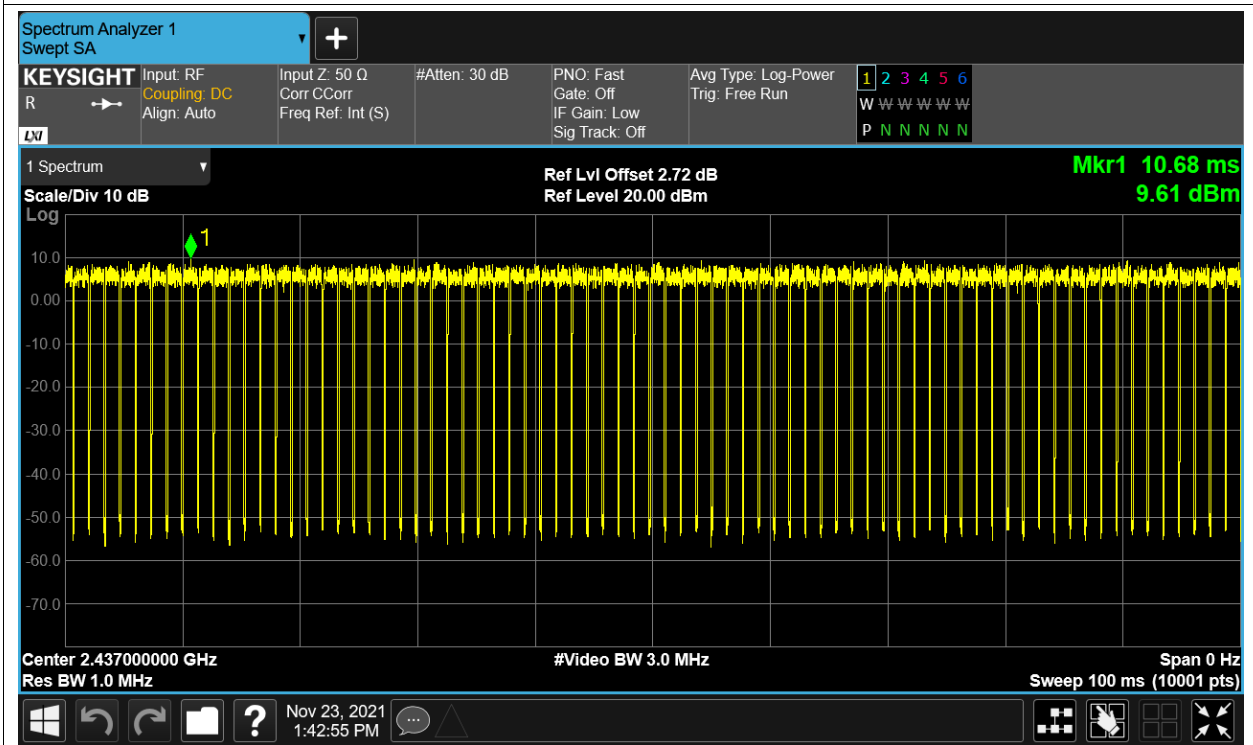 Spectrum Analyzer 1
Swept SA
KEYSIGHT
R
LXI
Input: RF
Coupling: DC
Align: Auto
Input Z: 50 Ω
Corr CCorr
Freq Ref: Int (S)
#Atten: 30 dB
PNO: Fast
Gate: Off
IF Gain: Low
Sig Track: Off
Avg Type: Log-Power
Trig: Free Run
1 2 3 4 5 6
W W W W W W
P N N N N N
1 Spectrum
Scale/Div 10 dB
Log
Ref Lvl Offset 2.72 dB
Ref Level 20.00 dBm
Mkr1 10.68 ms
9.61 dBm
1
10.0
0.00
-10.0
-20.0
-30.0
-40.0
-50.0
-60.0
-70.0
Center 2.437000000 GHz
Res BW 1.0 MHz
#Video BW 3.0 MHz
Span 0 Hz
Sweep 100 ms (10001 pts)
?
Nov 23, 2021
1:42:55 PM